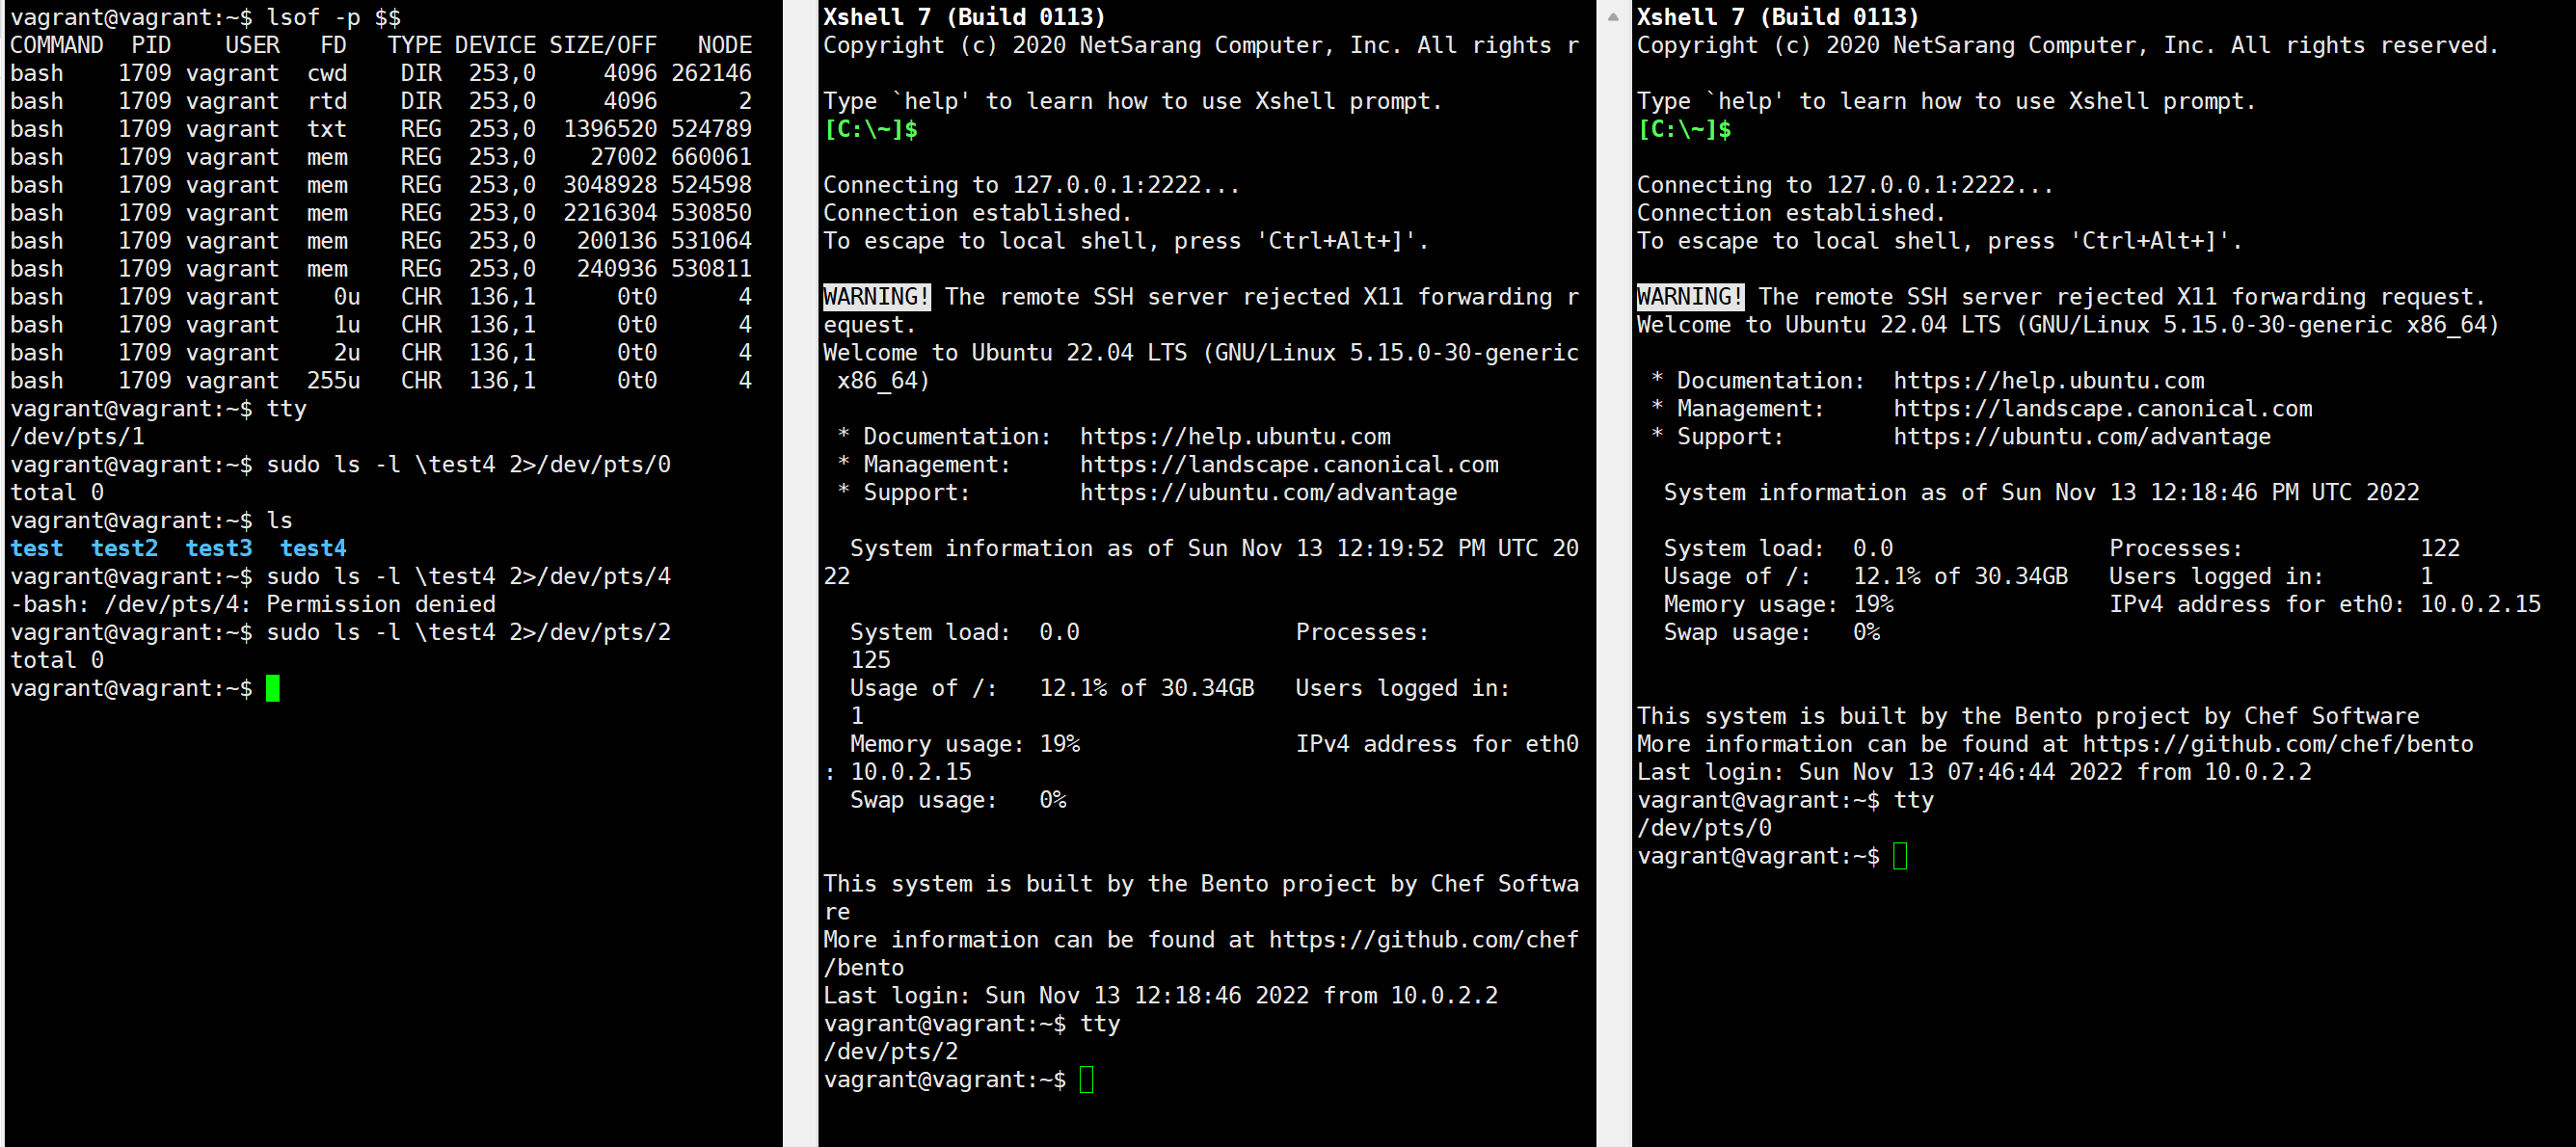 vagrant@vagrant:~$ lsof -p $$
COMMAND  PID    USER   FD   TYPE DEVICE SIZE/OFF   NODE
bash    1709 vagrant  cwd    DIR  253,0     4096 262146
bash    1709 vagrant  rtd    DIR  253,0     4096      2
bash    1709 vagrant  txt    REG  253,0  1396520 524789
bash    1709 vagrant  mem    REG  253,0    27002 660061
bash    1709 vagrant  mem    REG  253,0  3048928 524598
bash    1709 vagrant  mem    REG  253,0  2216304 530850
bash    1709 vagrant  mem    REG  253,0   200136 531064
bash    1709 vagrant  mem    REG  253,0   240936 530811
bash    1709 vagrant    0u   CHR  136,1      0t0      4
bash    1709 vagrant    1u   CHR  136,1      0t0      4
bash    1709 vagrant    2u   CHR  136,1      0t0      4
bash    1709 vagrant  255u   CHR  136,1      0t0      4
vagrant@vagrant:~$ tty
/dev/pts/1
vagrant@vagrant:~$ sudo ls -l \test4 2>/dev/pts/0
total 0
vagrant@vagrant:~$ ls
test  test2  test3  test4
vagrant@vagrant:~$ sudo ls -l \test4 2>/dev/pts/4
-bash: /dev/pts/4: Permission denied
vagrant@vagrant:~$ sudo ls -l \test4 2>/dev/pts/2
total 0
vagrant@vagrant:~$
Xshell 7 (Build 0113)
Copyright (c) 2020 NetSarang Computer, Inc. All rights r
Type `help' to learn how to use Xshell prompt.
[C:\~]$
Connecting to 127.0.0.1:2222...
Connection established.
To escape to local shell, press 'Ctrl+Alt+]'.
WARNING! The remote SSH server rejected X11 forwarding r
equest.
Welcome to Ubuntu 22.04 LTS (GNU/Linux 5.15.0-30-generic
 x86_64)
 * Documentation:  https://help.ubuntu.com
 * Management:     https://landscape.canonical.com
 * Support:        https://ubuntu.com/advantage
  System information as of Sun Nov 13 12:19:52 PM UTC 20
22
  System load:  0.0                Processes:
  125
  Usage of /:   12.1% of 30.34GB   Users logged in:
  1
  Memory usage: 19%                IPv4 address for eth0
: 10.0.2.15
  Swap usage:   0%
This system is built by the Bento project by Chef Softwa
re
More information can be found at https://github.com/chef
/bento
Last login: Sun Nov 13 12:18:46 2022 from 10.0.2.2
vagrant@vagrant:~$ tty
/dev/pts/2
vagrant@vagrant:~$
Xshell 7 (Build 0113)
Copyright (c) 2020 NetSarang Computer, Inc. All rights reserved.
Type `help' to learn how to use Xshell prompt.
[C:\~]$
Connecting to 127.0.0.1:2222...
Connection established.
To escape to local shell, press 'Ctrl+Alt+]'.
WARNING! The remote SSH server rejected X11 forwarding request.
Welcome to Ubuntu 22.04 LTS (GNU/Linux 5.15.0-30-generic x86_64)
 * Documentation:  https://help.ubuntu.com
 * Management:     https://landscape.canonical.com
 * Support:        https://ubuntu.com/advantage
  System information as of Sun Nov 13 12:18:46 PM UTC 2022
  System load:  0.0                Processes:             122
  Usage of /:   12.1% of 30.34GB   Users logged in:       1
  Memory usage: 19%                IPv4 address for eth0: 10.0.2.15
  Swap usage:   0%
This system is built by the Bento project by Chef Software
More information can be found at https://github.com/chef/bento
Last login: Sun Nov 13 07:46:44 2022 from 10.0.2.2
vagrant@vagrant:~$ tty
/dev/pts/0
vagrant@vagrant:~$